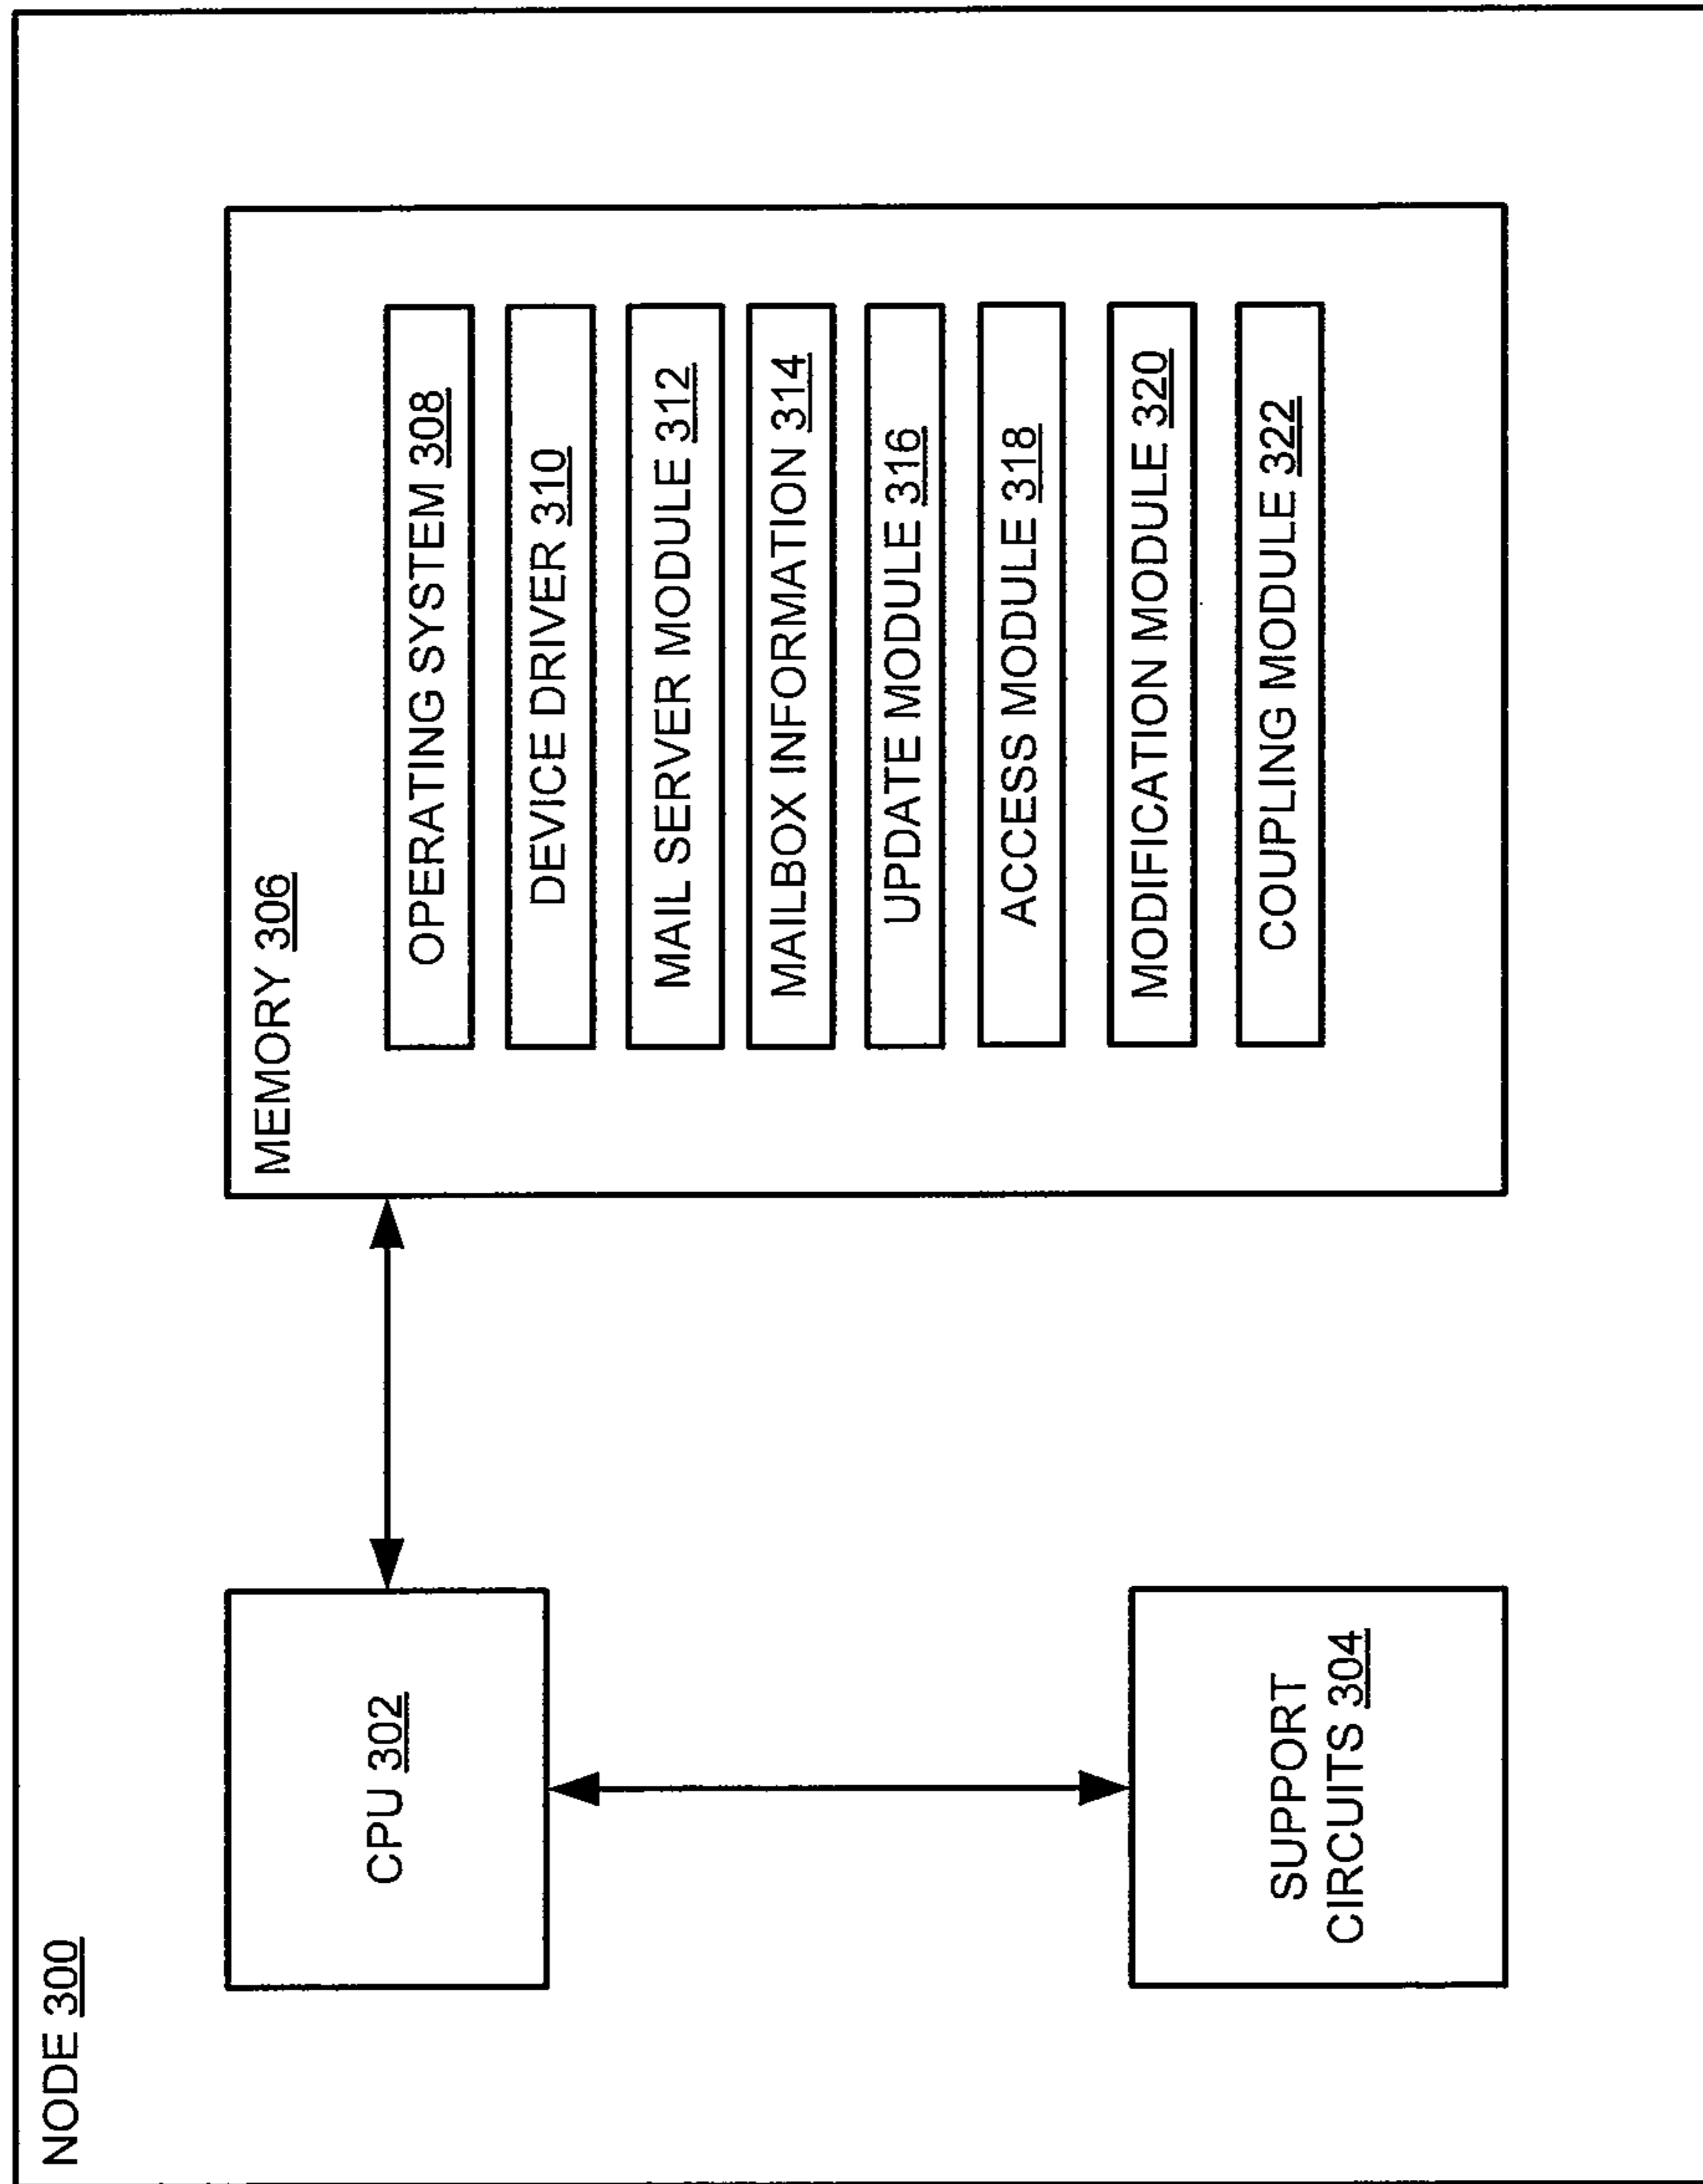 NODE 300
CPU 302
SUPPORT
CIRCUITS 304
MEMORY 306
OPERATING SYSTEM 308
DEVICE DRIVER 310
MAIL SERVER MODULE 312
MAILBOX INFORMATION 314
UPDATE MODULE 316
ACCESS MODULE 318
MODIFICATION MODULE 320
COUPLING MODULE 322